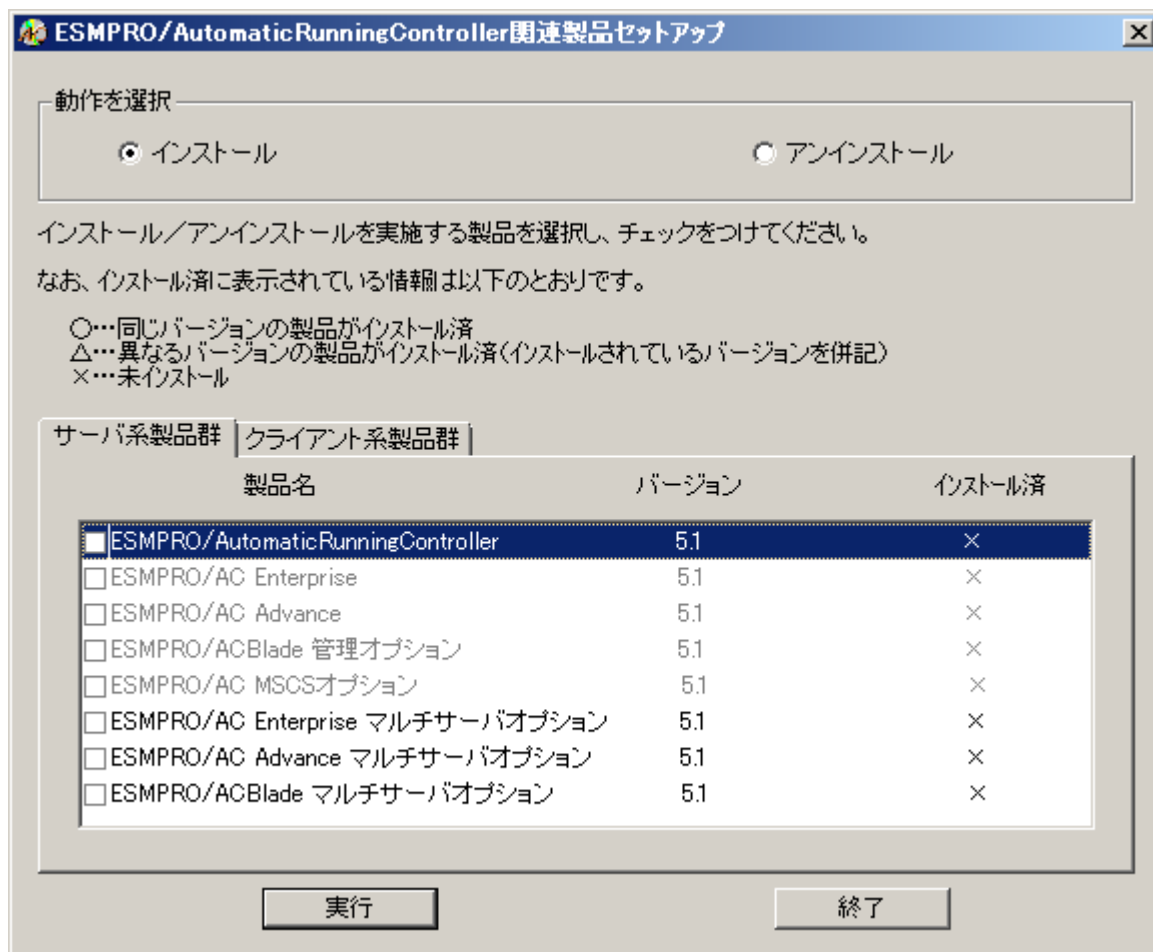 ESMPRO/AutomaticRunningController関連製品セットアップ
動作を選択
インストール アンインストール
インストール／アンインストールを実施する製品を選択し、チェックをつけてください。
なお、インストール済に表示されている情報は以下のとおりです。
○…同じバージョンの製品がインストール済
△…異なるバージョンの製品がインストール済(インストールされているバージョンを併記)
×…未インストール
サーバ系製品群 クライアント系製品群
製品名 バージョン インストール済
ESMPRO/AutomaticRunningController 5.1 ×
ESMPRO/AC Enterprise 5.1 ×
ESMPRO/AC Advance 5.1 ×
ESMPRO/ACBlade 管理オプション 5.1 ×
ESMPRO/AC MSCSオプション 5.1 ×
ESMPRO/AC Enterprise マルチサーバオプション 5.1 ×
ESMPRO/AC Advance マルチサーバオプション 5.1 ×
ESMPRO/ACBlade マルチサーバオプション 5.1 ×
実行 終了